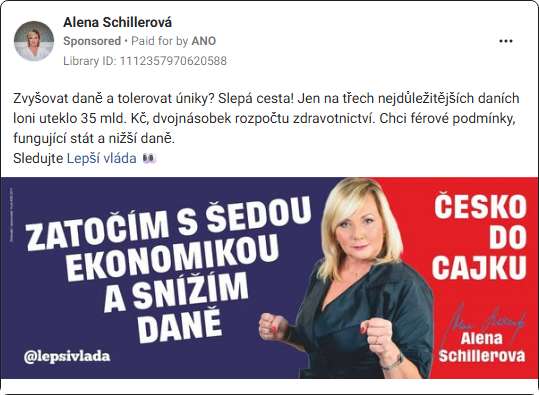 Alena Schillerová
Sponsored • Paid for by ANO
Library ID: 1112357970620588
Zvyšovat daně a tolerovat úniky? Slepá cesta! Jen na třech nejdůležitějších daních
loni uteklo 35 mld. Kč, dvojnásobek rozpočtu zdravotnictví. Chci férové podmínky,
fungující stát a nižší daně.
Sledujte Lepší vláda 👀
ZATOČÍM S ŠEDOU
EKONOMIKOU
A SNÍŽÍM
DANĚ
@lepsivlada
ČESKO
DO
CAJKU
Alena
Schillerová